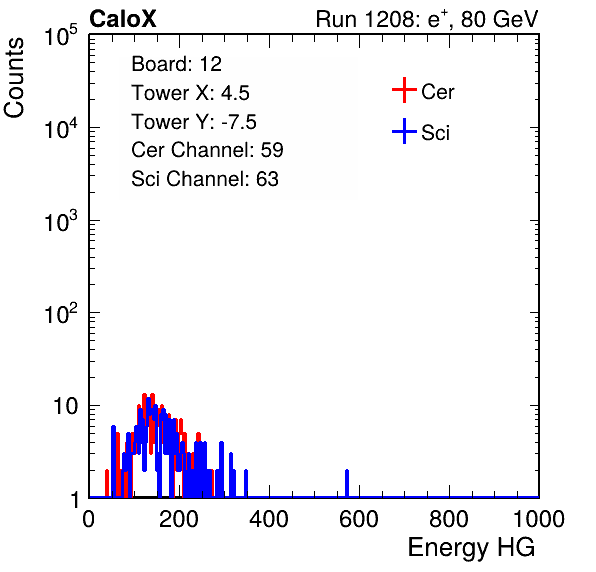 CaloX Run 1208: e⁺, 80 GeV
Counts
10⁵
10⁴
10³
10²
10
1
Board: 12
Tower X: 4.5
Tower Y: -7.5
Cer Channel: 59
Sci Channel: 63
Cer
Sci
0 200 400 600 800 1000
Energy HG